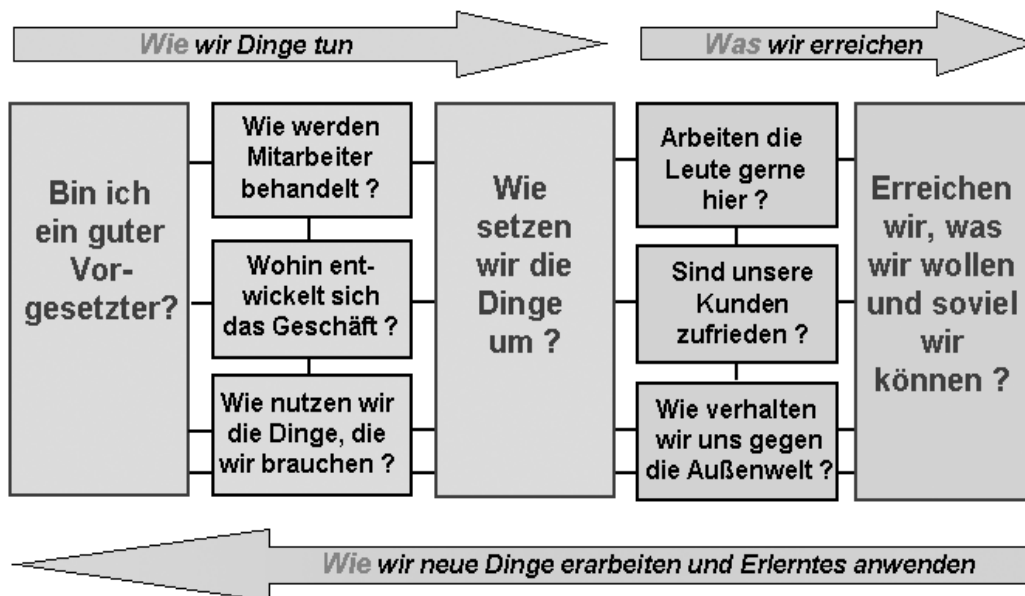 Wie wir Dinge tun
Was wir erreichen
Bin ich
ein guter
Vor-
gesetzter?
Wie werden
Mitarbeiter
behandelt ?
Wohin ent-
wickelt sich
das Geschäft ?
Wie nutzen wir
die Dinge, die
wir brauchen ?
Wie
setzen
wir die
Dinge
um ?
Arbeiten die
Leute gerne
hier ?
Sind unsere
Kunden
zufrieden ?
Wie verhalten
wir uns gegen
die Außenwelt ?
Erreichen
wir, was
wir wollen
und soviel
wir
können ?
Wie wir neue Dinge erarbeiten und Erlerntes anwenden